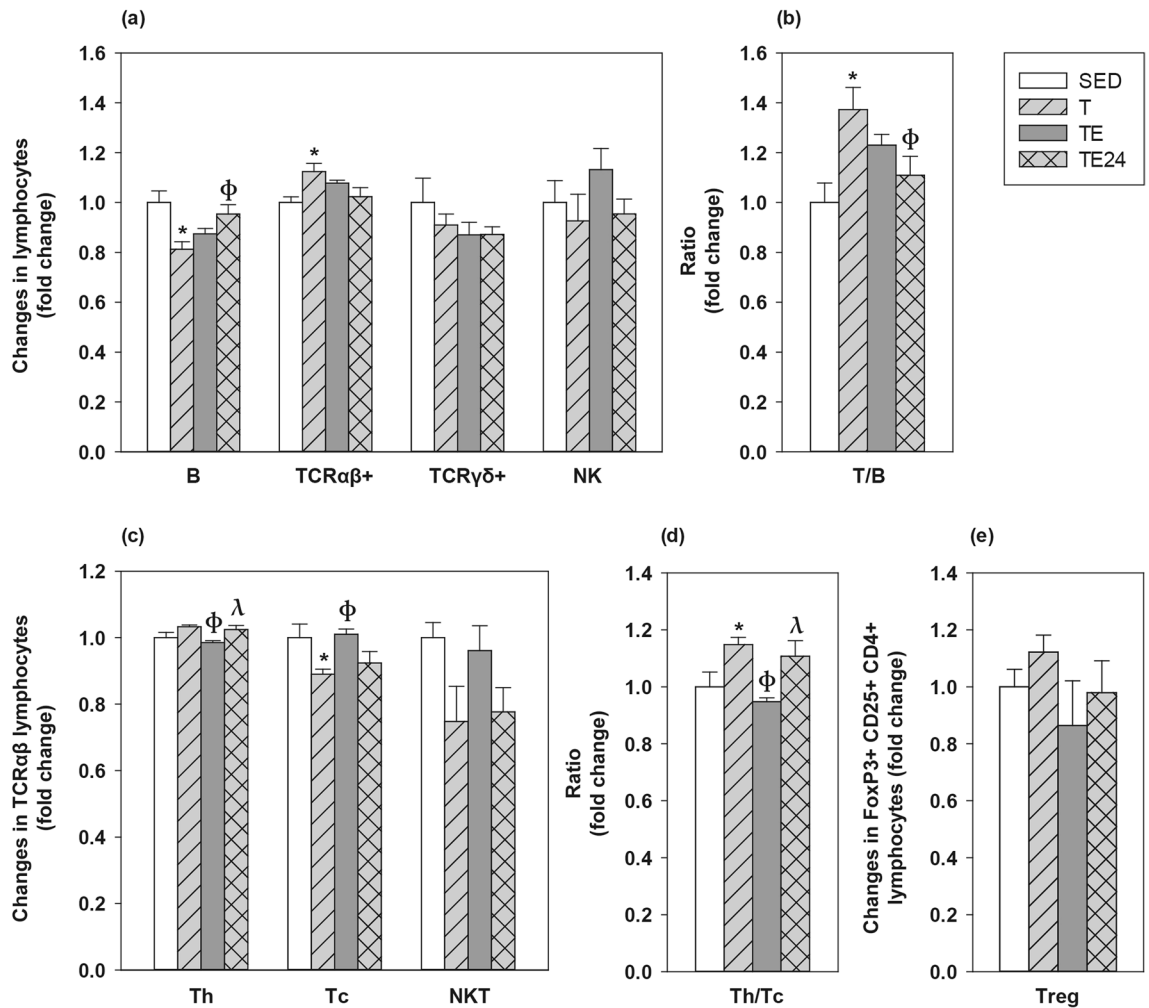 (a)
(b)
Changes in lymphocytes
(fold change)
1.6
1.4
1.2
1.0
0.8
0.6
0.4
0.2
0.0
*
Φ
*
B
TCRαβ+
TCRγδ+
NK
Ratio
(fold change)
1.6
1.4
1.2
1.0
0.8
0.6
0.4
0.2
0.0
*
Φ
T/B
SED
T
TE
TE24
(c)
(d)
(e)
Changes in TCRαβ lymphocytes
(fold change)
1.2
1.0
0.8
0.6
0.4
0.2
0.0
Φ
λ
*
Φ
Th
Tc
NKT
Ratio
(fold change)
1.4
1.2
1.0
0.8
0.6
0.4
0.2
0.0
*
Φ
λ
Th/Tc
Changes in FoxP3+ CD25+ CD4+
lymphocytes (fold change)
1.4
1.2
1.0
0.8
0.6
0.4
0.2
0.0
Treg